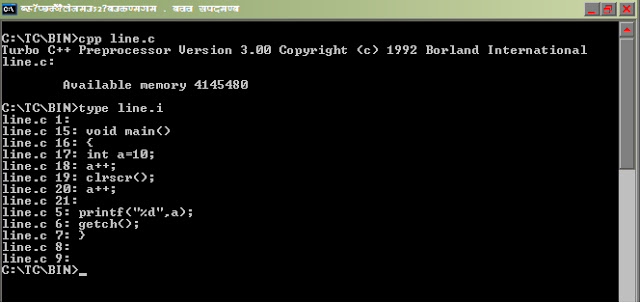 C:\TC\BIN>cpp line.c
Turbo C++ Preprocessor Version 3.00 Copyright (c) 1992 Borland International
line.c:
Available memory 4145480
C:\TC\BIN>type line.i
line.c 1:
line.c 15: void main()
line.c 16: {
line.c 17: int a=10;
line.c 18: a++;
line.c 19: clrscr();
line.c 20: a++;
line.c 21:
line.c 5: printf("%d",a);
line.c 6: getch();
line.c 7: }
line.c 8:
line.c 9:
C:\TC\BIN>_